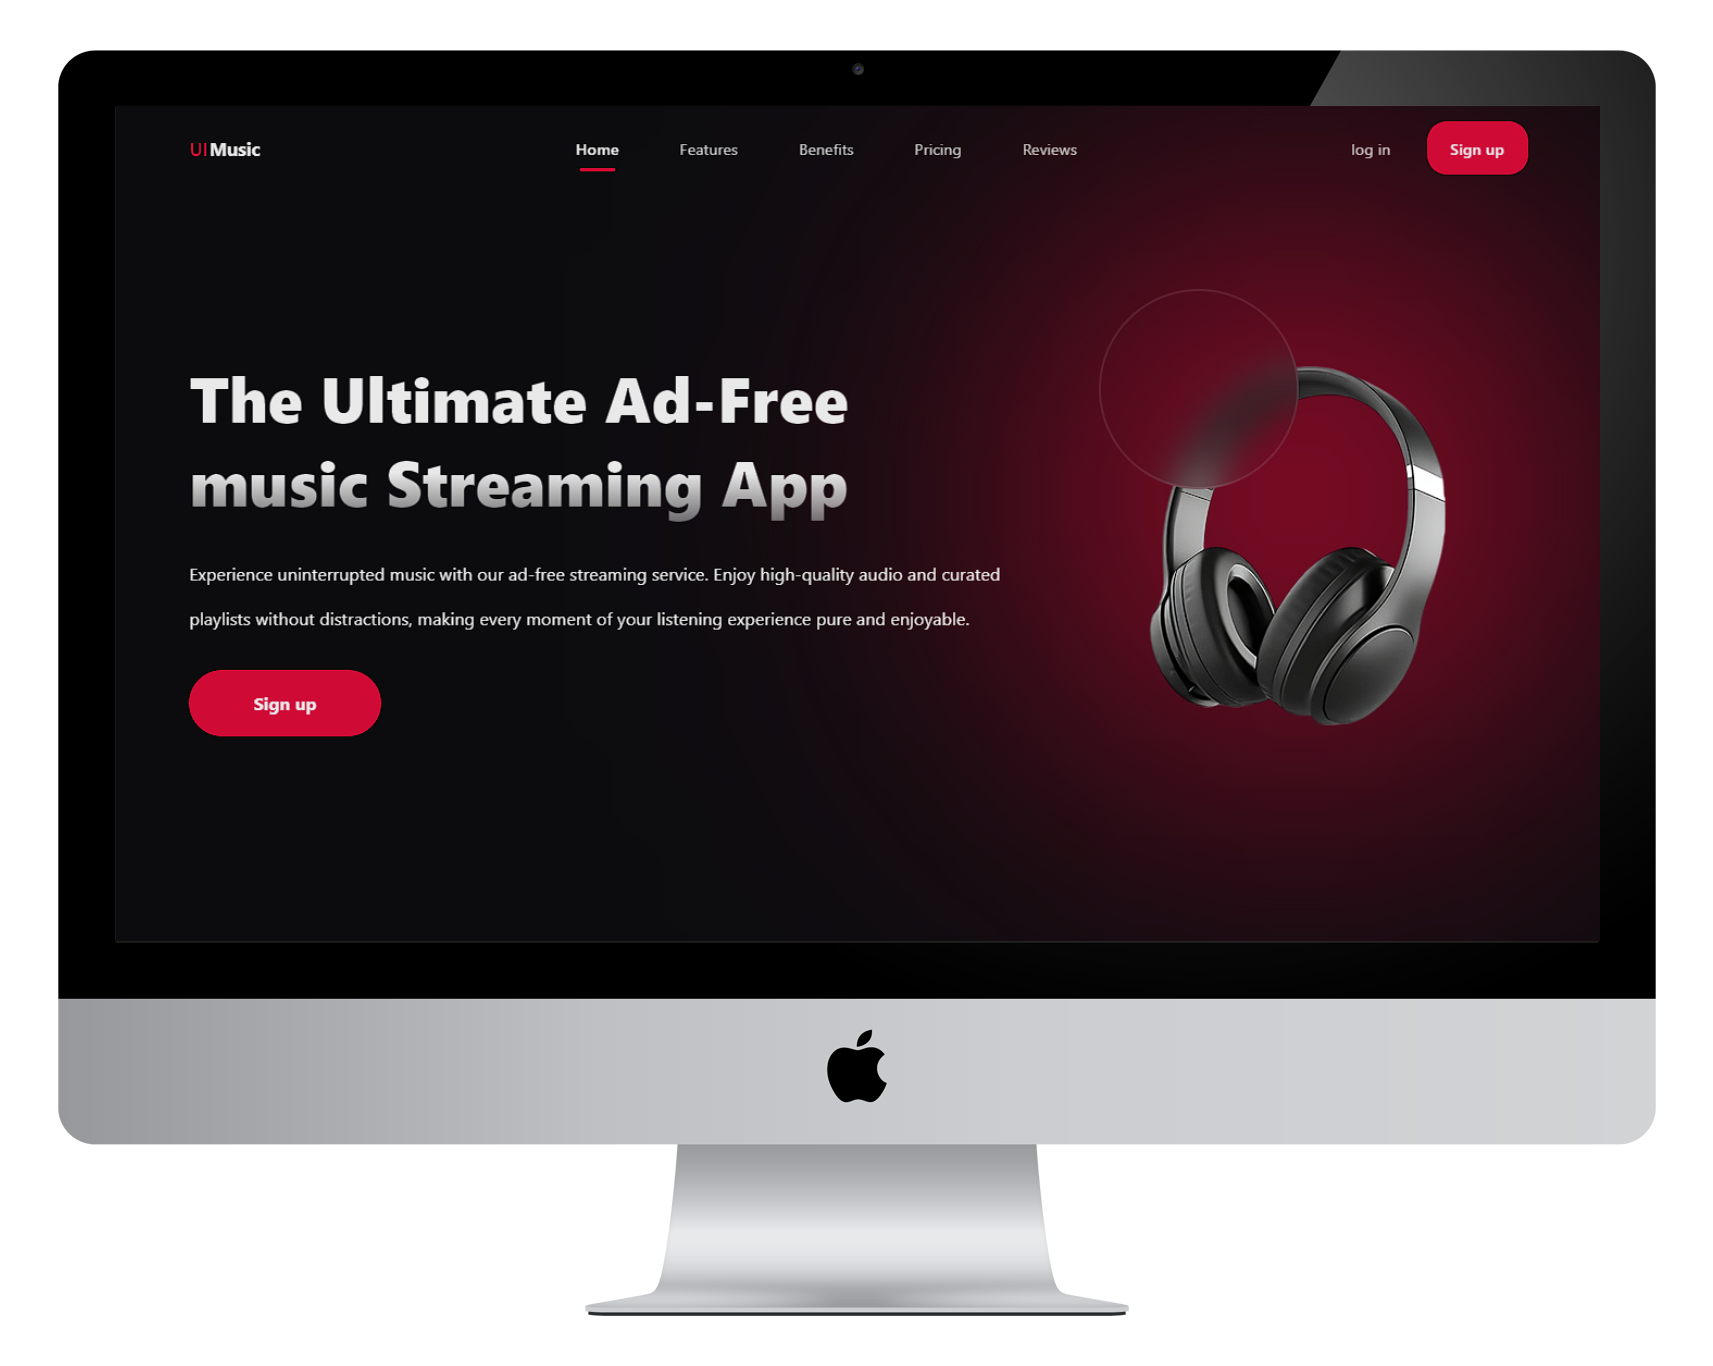 UIMusic
Home
Features
Benefits
Pricing
Reviews
log in
Sign up
The Ultimate Ad-Free
music Streaming App
Experience uninterrupted music with our ad-free streaming service. Enjoy high-quality audio and curated
playlists without distractions, making every moment of your listening experience pure and enjoyable.
Sign up